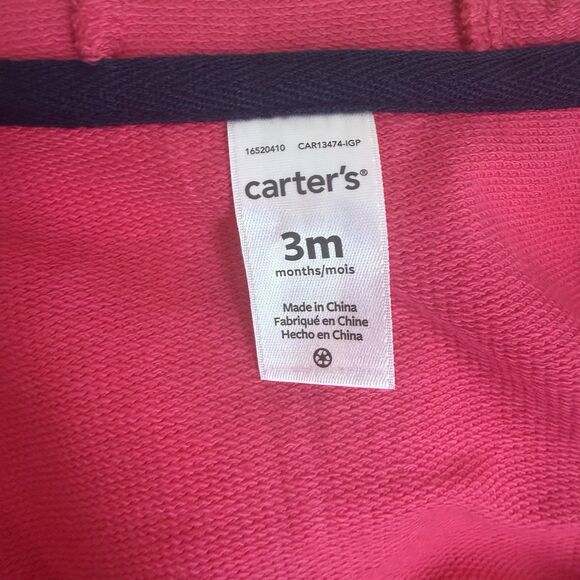 16520410 CAR13474-IGP
carter's®
3m
months/mois
Made in China
Fabriqué en Chine
Hecho en China